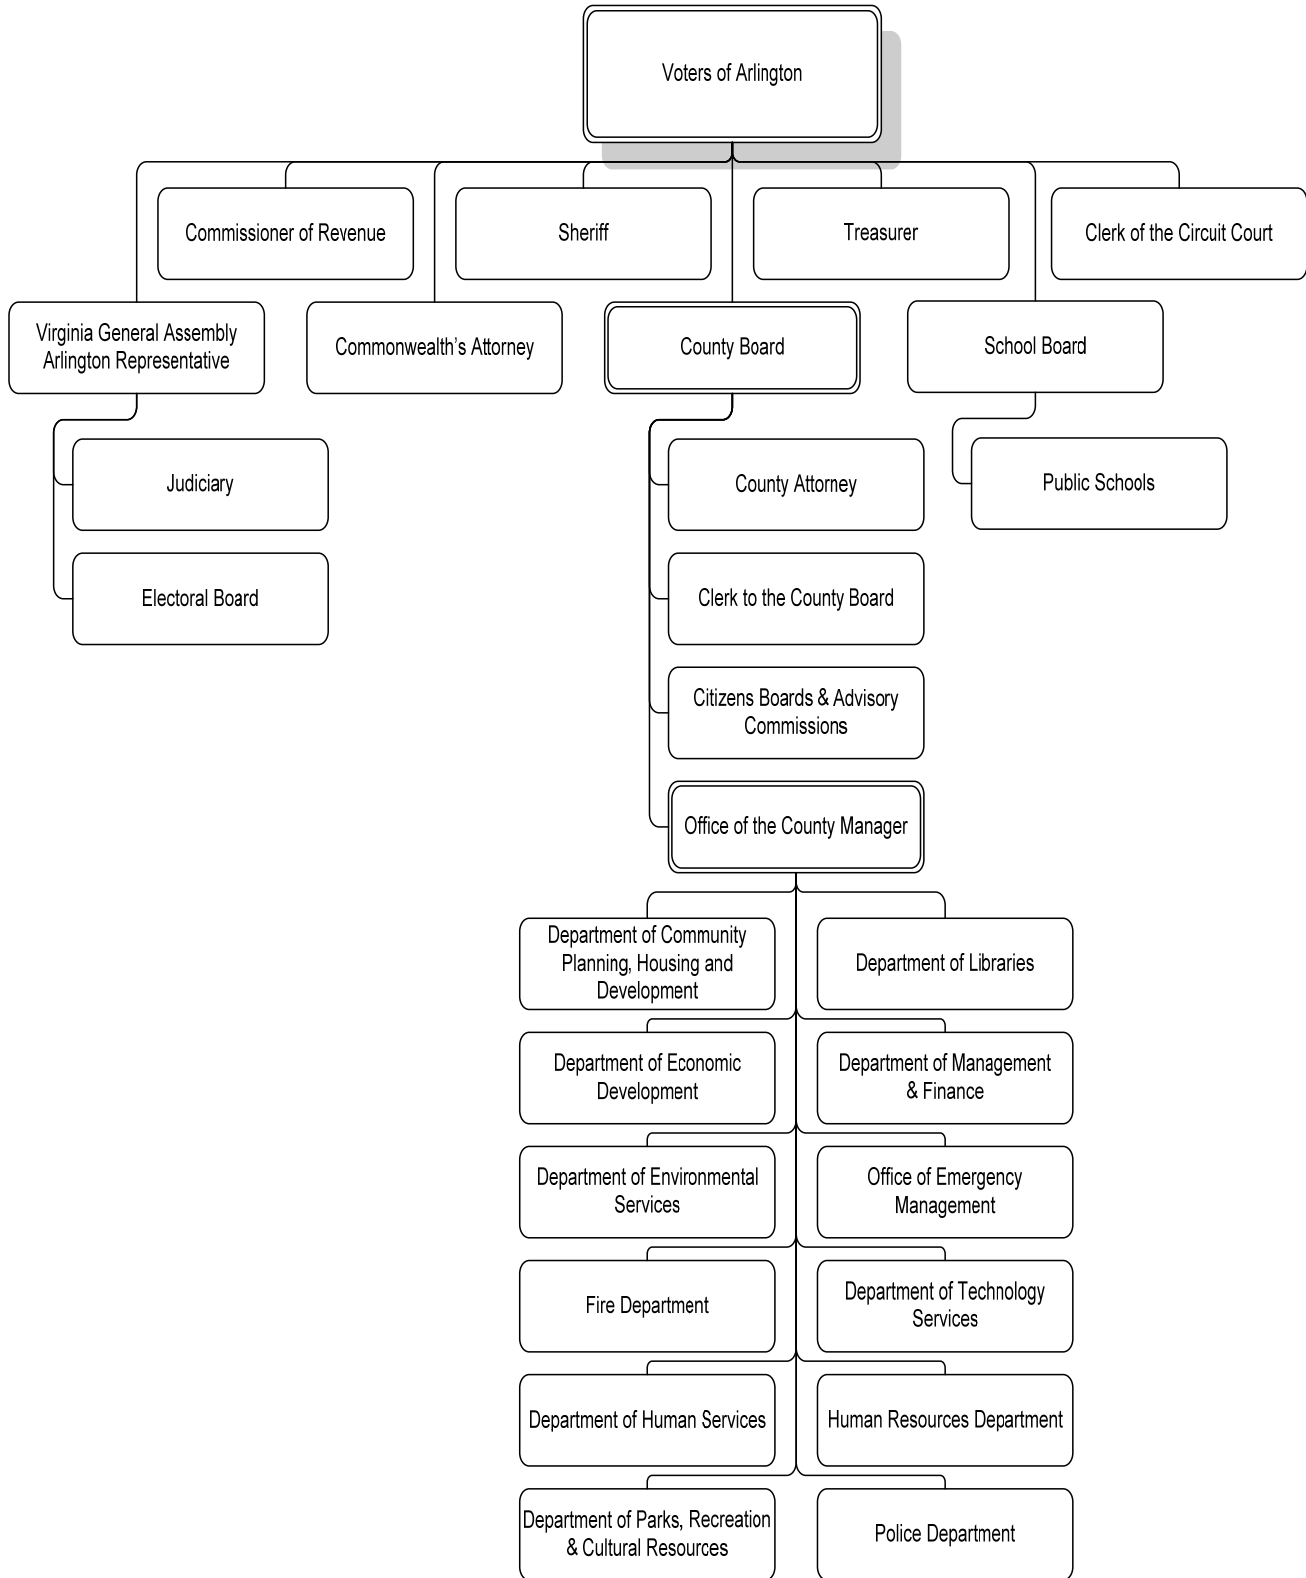 Voters of Arlington
Commissioner of Revenue
Sheriff
Treasurer
Clerk of the Circuit Court
Virginia General Assembly
Arlington Representative
Commonwealth’s Attorney
County Board
School Board
Judiciary
County Attorney
Public Schools
Electoral Board
Clerk to the County Board
Citizens Boards & Advisory
Commissions
Office of the County Manager
Department of Community
Planning, Housing and
Development
Department of Libraries
Department of Economic
Development
Department of Management
& Finance
Department of Environmental
Services
Office of Emergency
Management
Fire Department
Department of Technology
Services
Department of Human Services
Human Resources Department
Department of Parks, Recreation
& Cultural Resources
Police Department